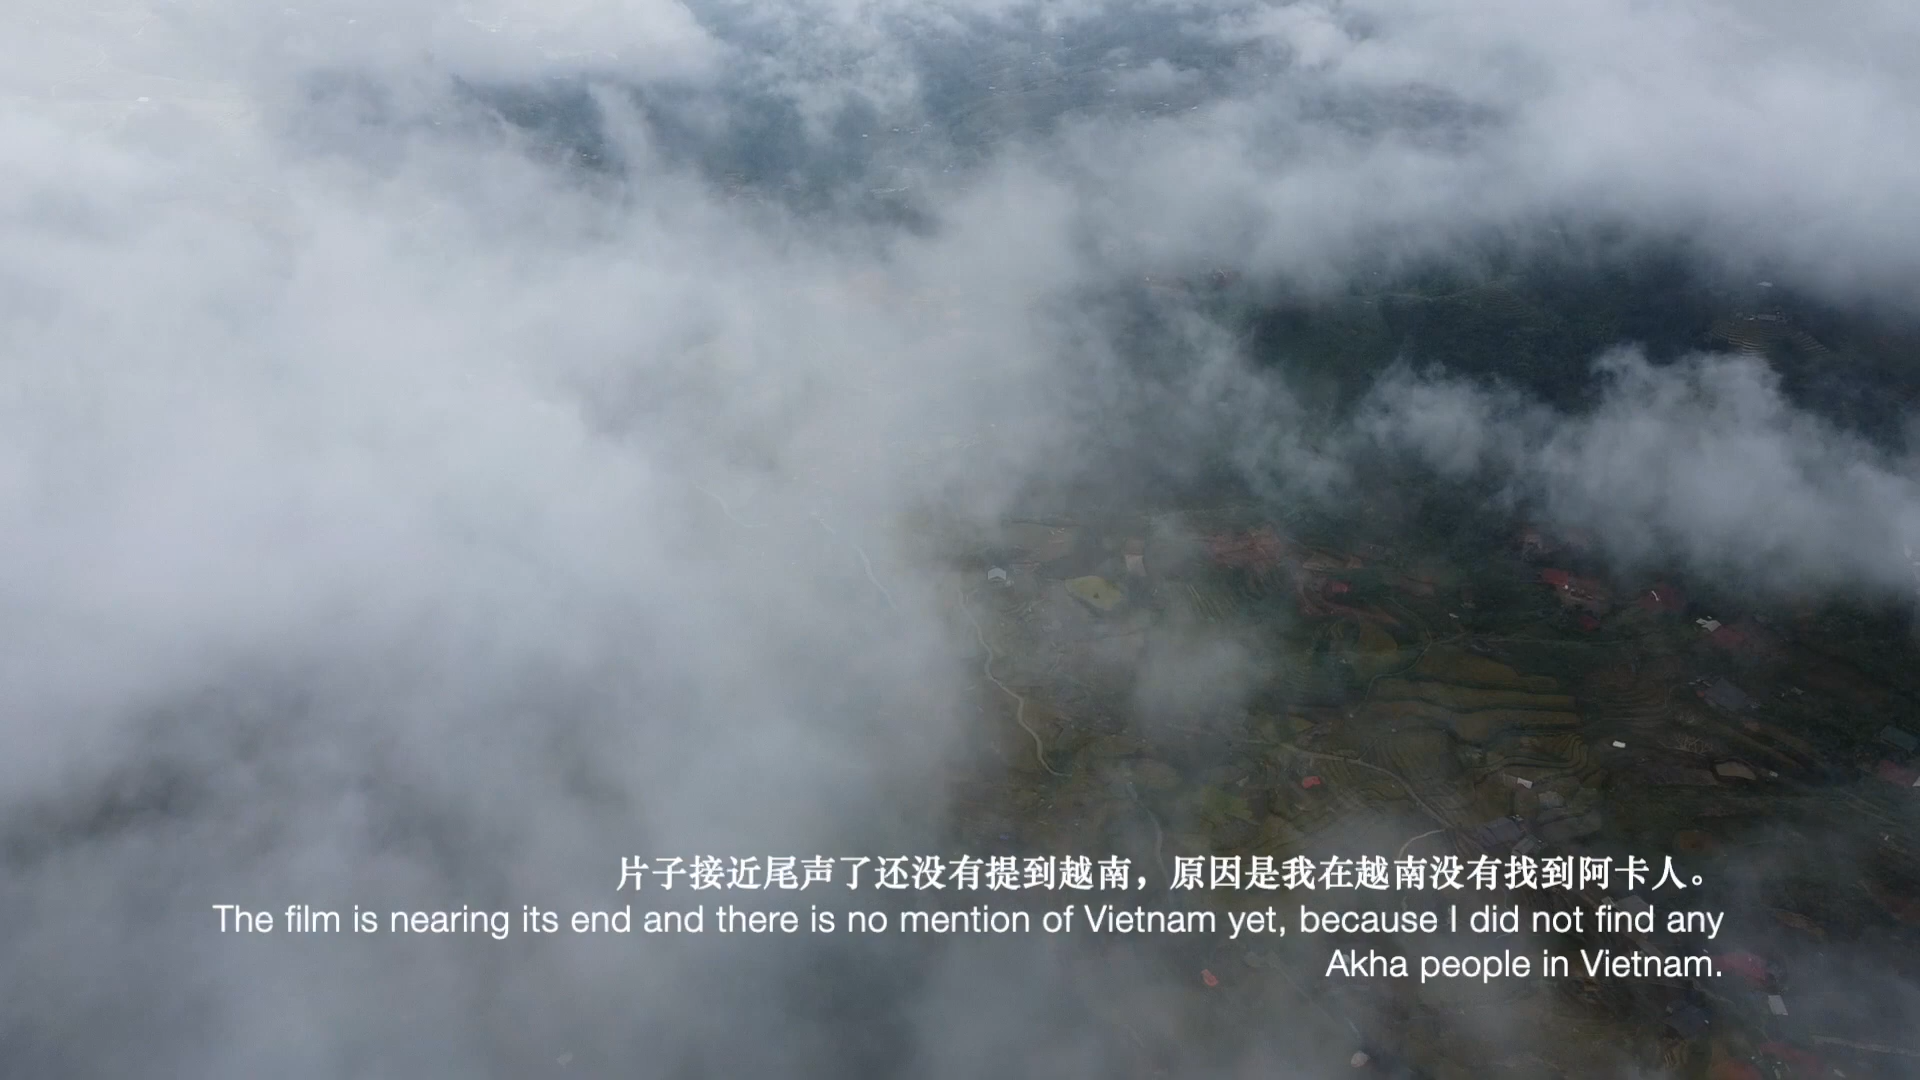 片子接近尾声了还没有提到越南，原因是我在越南没有找到阿卡人。
The film is nearing its end and there is no mention of Vietnam yet, because I did not find any
Akha people in Vietnam.